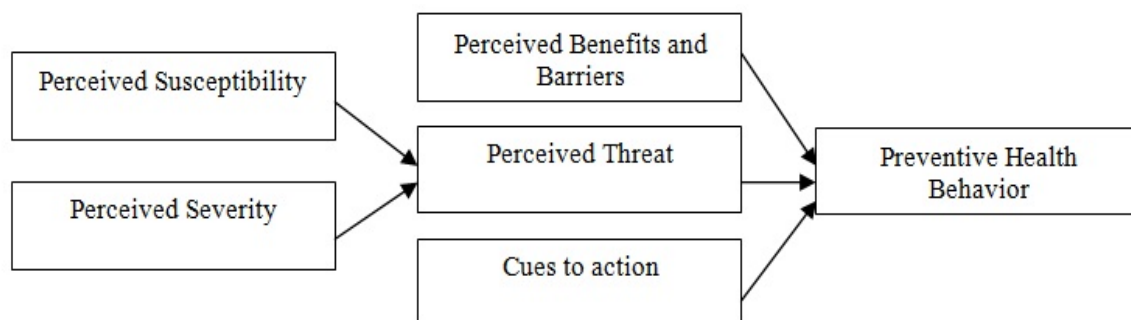 Perceived Susceptibility
Perceived Severity
Perceived Benefits and
Barriers
Perceived Threat
Cues to action
Preventive Health
Behavior